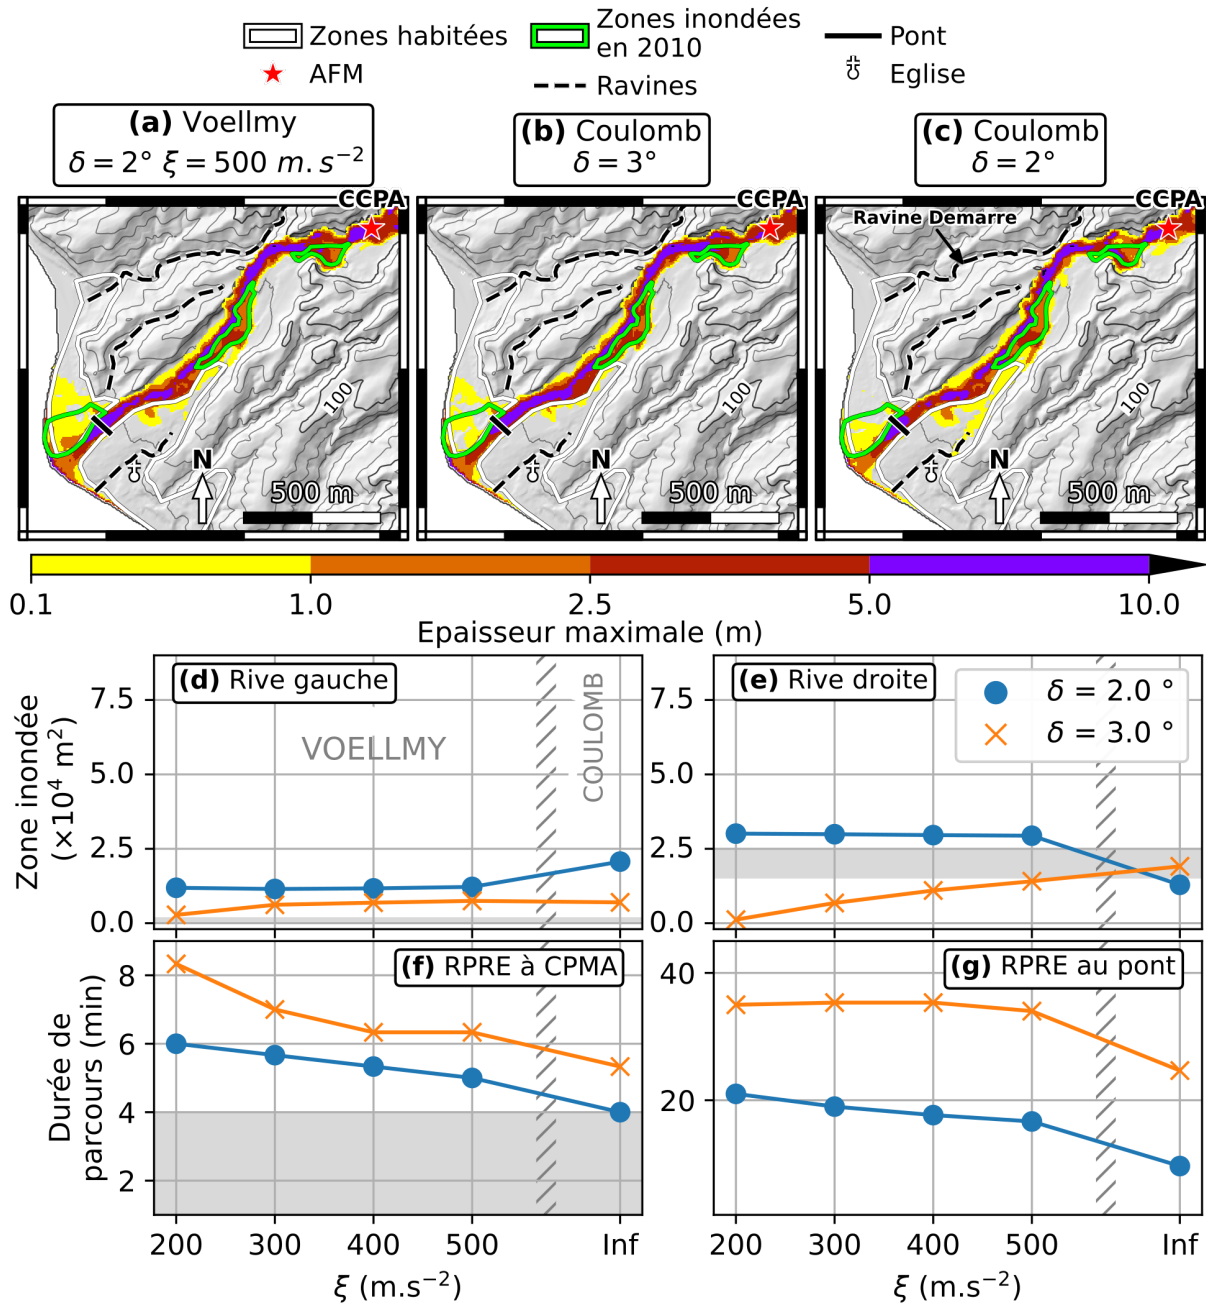 Zones habitées
Zones inondées
en 2010
Pont
AFM
Ravines
Eglise
(a) Voellmy
δ = 2° ξ = 500 m.s⁻²
(b) Coulomb
δ = 3°
(c) Coulomb
δ = 2°
CCPA
100
N
500 m
CCPA
100
N
500 m
CCPA
Ravine Demarre
100
N
500 m
0.1 1.0 2.5 5.0 10.0
Epaisseur maximale (m)
Zone inondée
(×10⁴ m²)
7.5
5.0
2.5
0.0
(d) Rive gauche
VOELLMY
COULOMB
7.5
5.0
2.5
0.0
(e) Rive droite
δ = 2.0 °
δ = 3.0 °
Durée de
parcours (min)
8
6
4
2
(f) RPRE à CPMA
200 300 400 500 Inf
ξ (m.s⁻²)
40
20
(g) RPRE au pont
200 300 400 500 Inf
ξ (m.s⁻²)